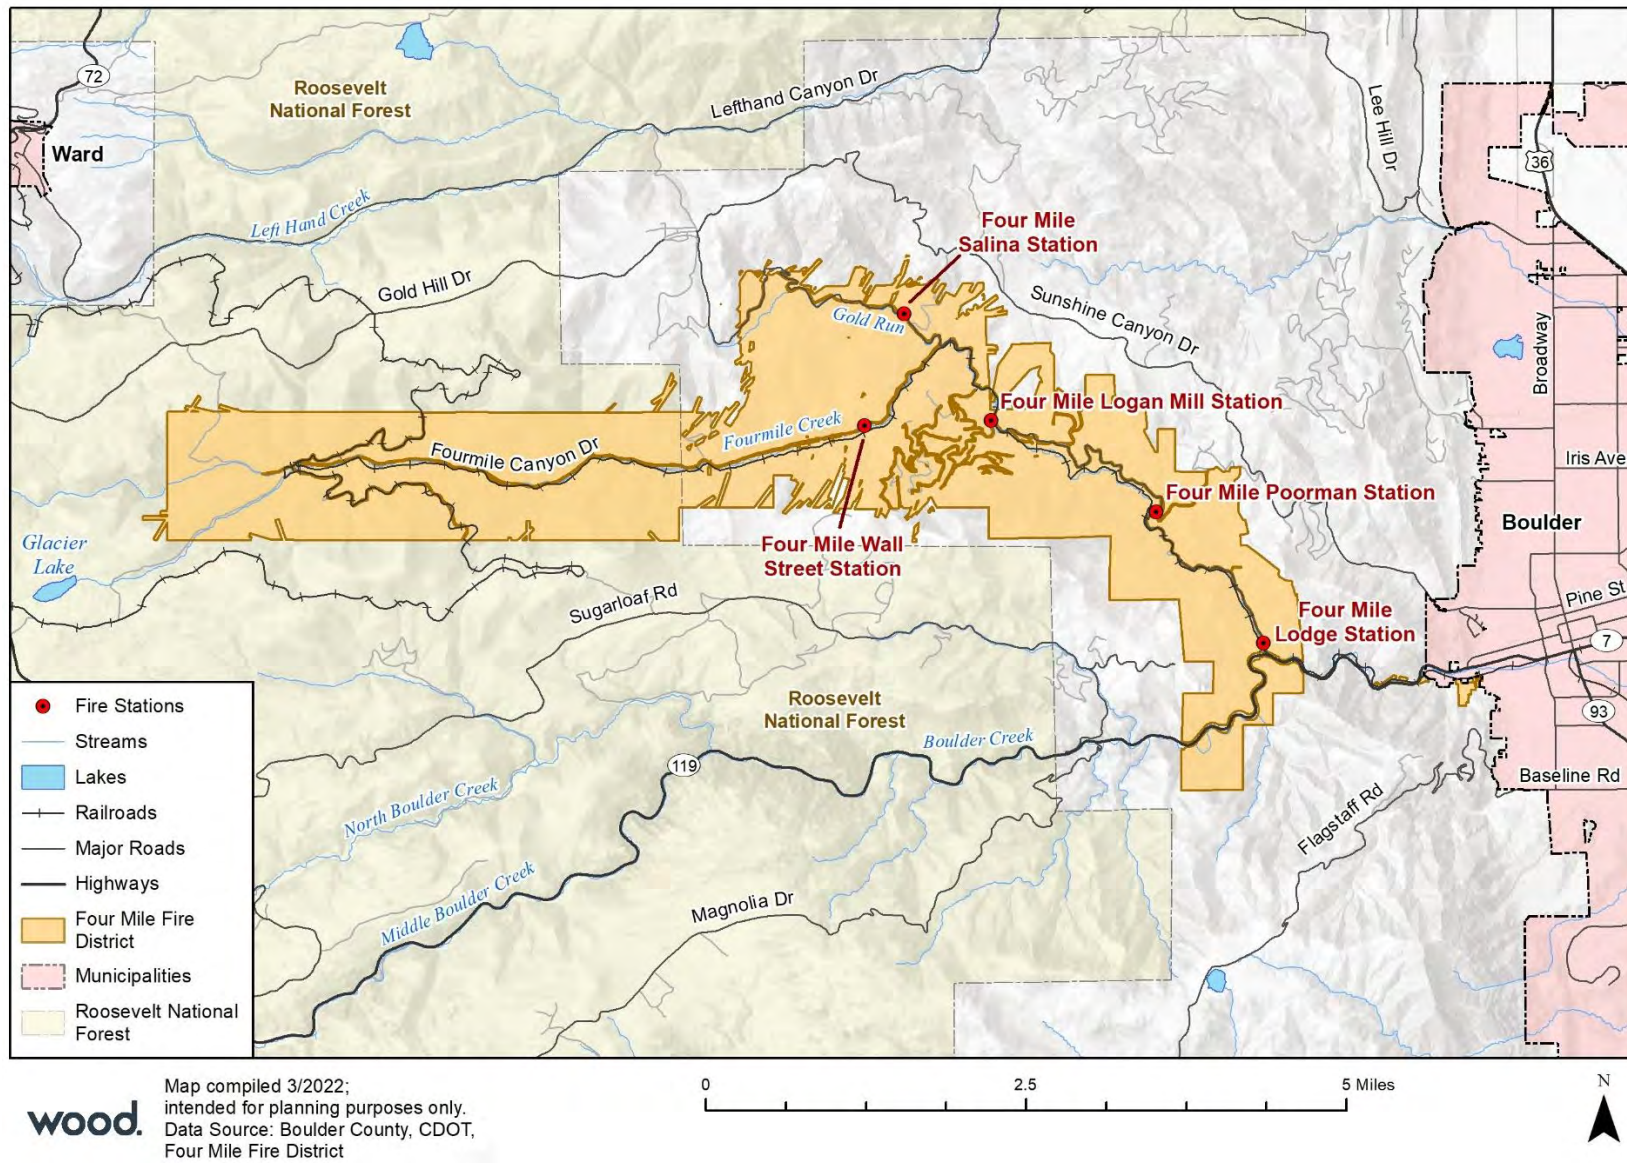 72
Roosevelt
National Forest
Lefthand Canyon Dr
Lee Hill Dr
36
Ward
Left Hand Creek
Four Mile
Salina Station
Gold Hill Dr
Gold Run
Sunshine Canyon Dr
Broadway
Four Mile Logan Mill Station
Fourmile Creek
Fourmile Canyon Dr
Iris Ave
Four Mile Poorman Station
Boulder
Glacier
Lake
Four Mile Wall
Street Station
Sugarloaf Rd
Pine St
Four Mile
Lodge Station
7
Roosevelt
National Forest
93
Boulder Creek
119
Baseline Rd
North Boulder Creek
Flagstaff Rd
Middle Boulder Creek
Magnolia Dr
Fire Stations
Streams
Lakes
Railroads
Major Roads
Highways
Four Mile Fire
District
Municipalities
Roosevelt National
Forest
wood.
Map compiled 3/2022;
intended for planning purposes only.
Data Source: Boulder County, CDOT,
Four Mile Fire District
0 2.5 5 Miles
N